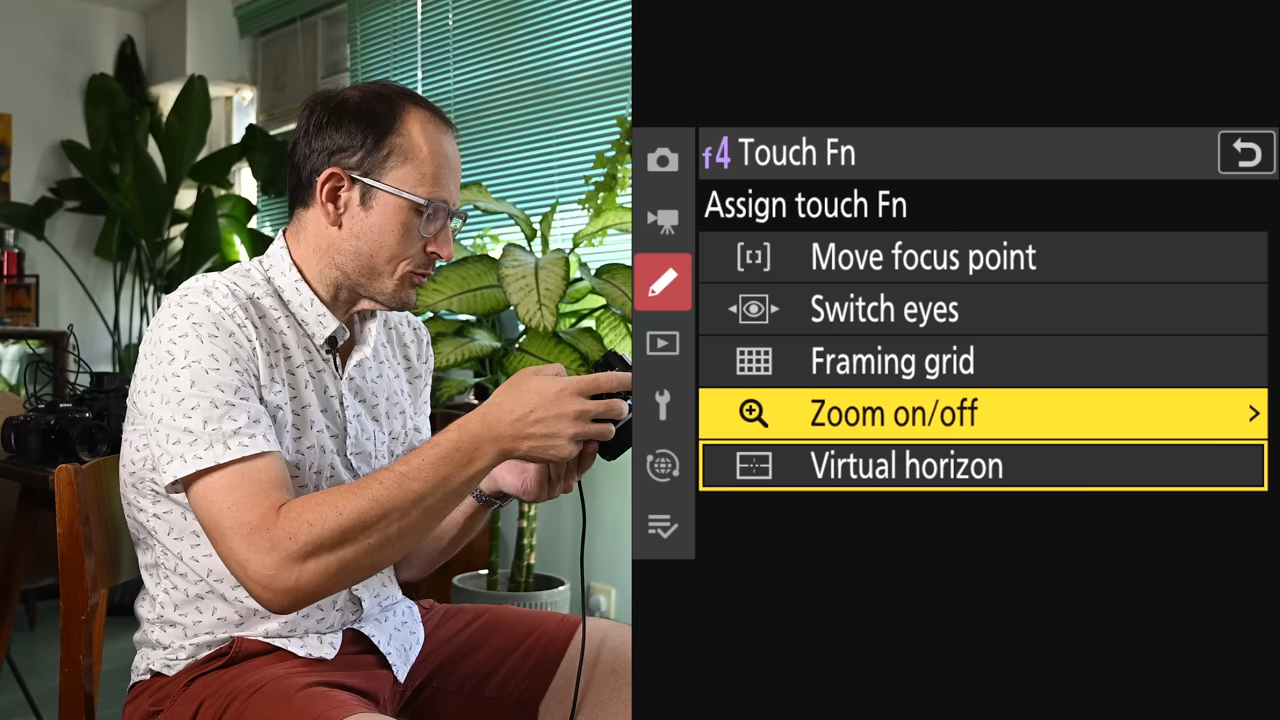 f4 Touch Fn
Assign touch Fn
Move focus point
Switch eyes
Framing grid
Zoom on/off
Virtual horizon